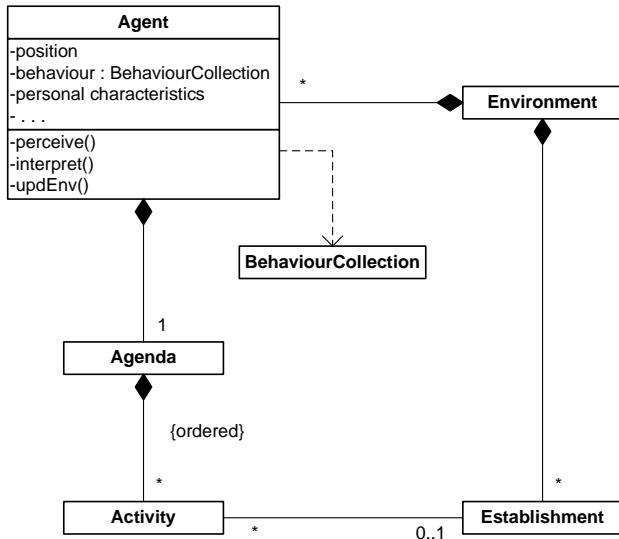 Agent
-position
-behaviour : BehaviourCollection
-personal characteristics
- . . .
-perceive()
-interpret()
-updEnv()
*
Environment
BehaviourCollection
1
Agenda
{ordered}
*
*
Activity
*
0..1
Establishment